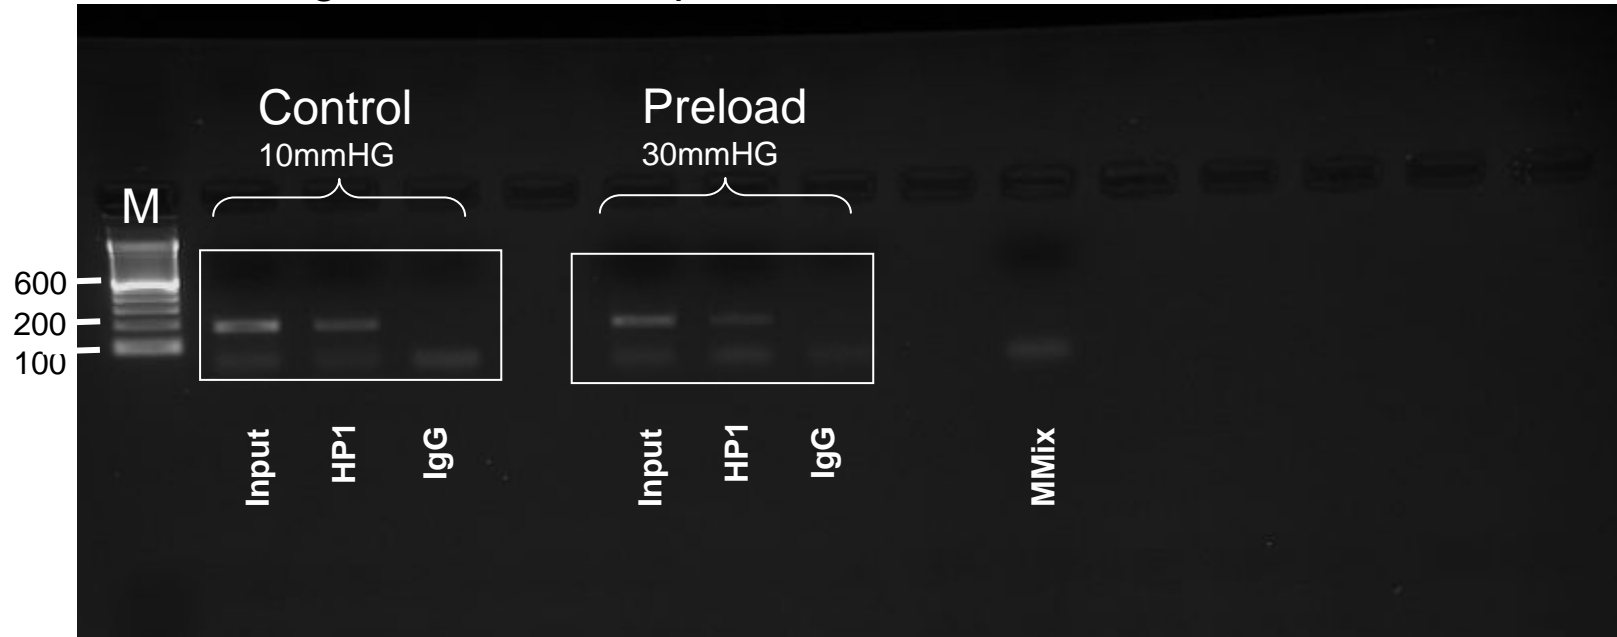 Control
10mmHG
Preload
30mmHG
M
600
200
100
Input
HP1
IgG
Input
HP1
IgG
MMix